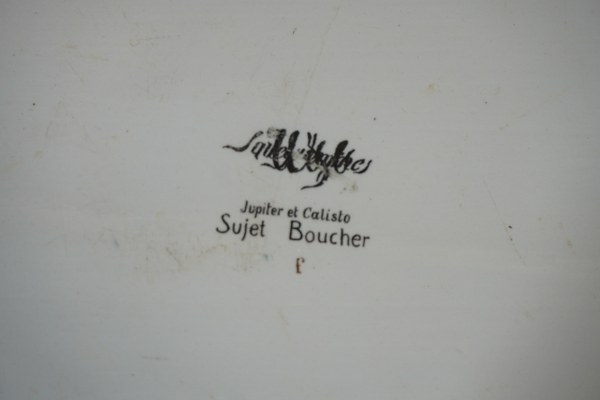 Jupiter et Calisto
Sujet Boucher
f